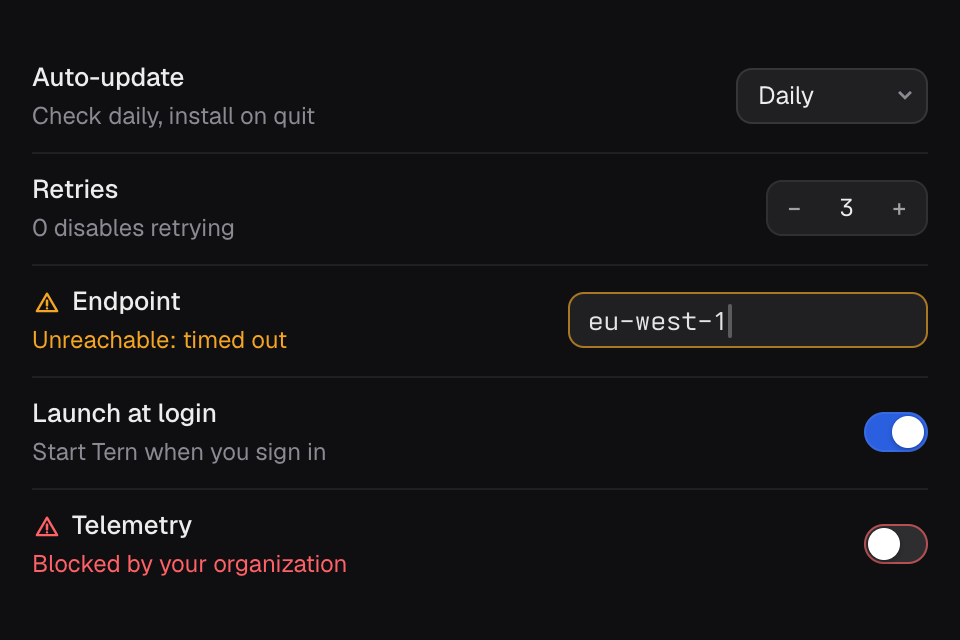 Auto-update
Check daily, install on quit
Daily
Retries
0 disables retrying
− 3 +
Endpoint
Unreachable: timed out
eu-west-1
Launch at login
Start Tern when you sign in
Telemetry
Blocked by your organization